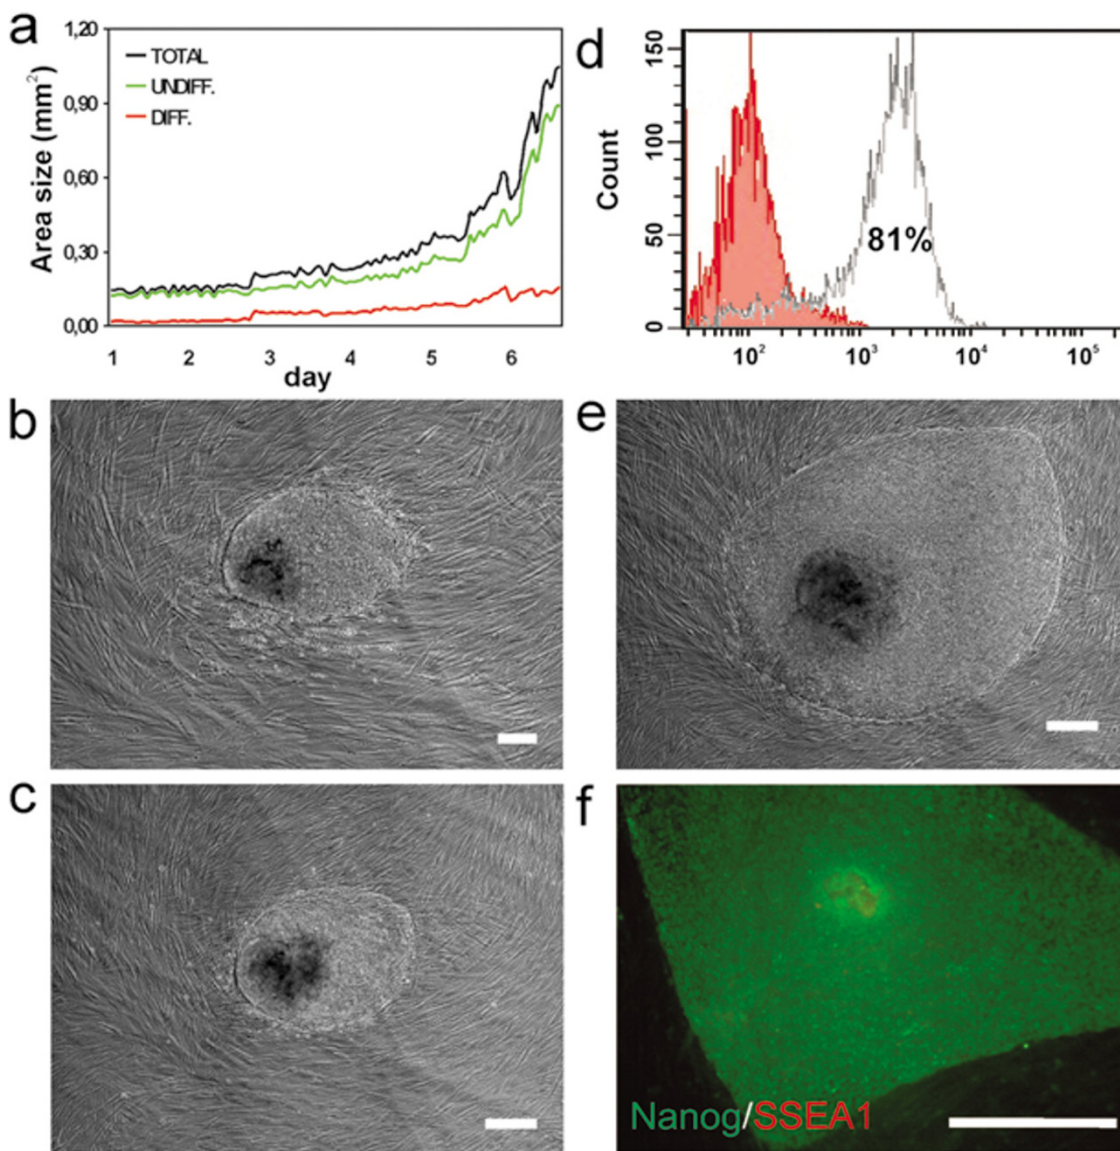 a
1,20
0,90
0,60
0,30
0,00
Area size (mm²)
TOTAL
UNDIFF.
DIFF.
1 2 3 4 5 6
day
d
150
100
50
0
Count
81%
10² 10³ 10⁴ 10⁵
b
e
c
f
Nanog/SSEA1